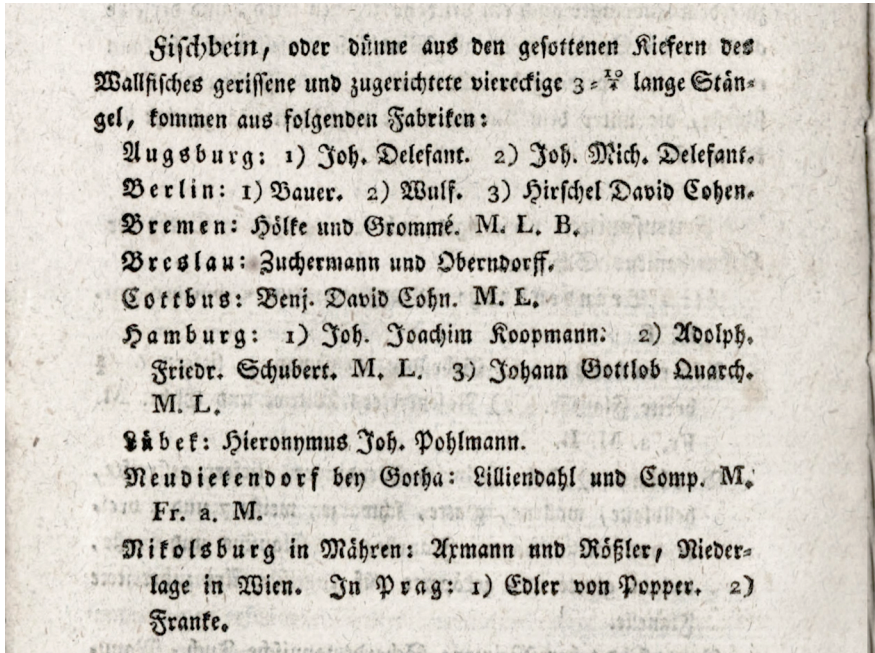 Fischbein, oder dünne aus den gesottenen Kiefern des
Wallfisches gerissene und zugerichtete viereckige 3 = 10/4 lange Stän=
gel, kommen aus folgenden Fabriken:
Augsburg: 1) Joh. Delefant. 2) Joh. Mich. Delefant.
Berlin: 1) Bauer. 2) Wulf. 3) Hirschel David Cohen.
Bremen: Hölke und Grommé. M. L. B.
Breslau: Zuchermann und Oberndorff.
Cottbus: Benj. David Cohn. M. L.
Hamburg: 1) Joh. Joachim Koopmann: 2) Adolph.
Friedr. Schubert. M. L. 3) Johann Gottlob Quarch.
M. L.
Lübek: Hieronymus Joh. Pohlmann.
Neudietendorf bey Gotha: Lilliendahl und Comp. M.
Fr. a. M.
Nikolsburg in Mähren: Axmann und Rößler, Nieder=
lage in Wien. In Prag: 1) Edler von Popper. 2)
Franke.